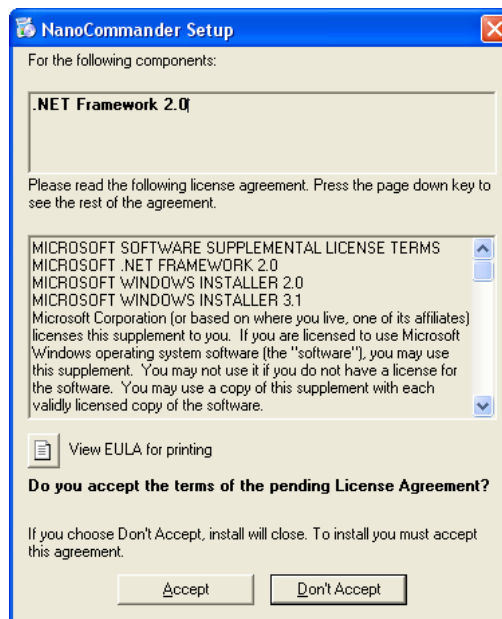 NanoCommander Setup
For the following components:
.NET Framework 2.0
Please read the following license agreement. Press the page down key to
see the rest of the agreement.
MICROSOFT SOFTWARE SUPPLEMENTAL LICENSE TERMS
MICROSOFT .NET FRAMEWORK 2.0
MICROSOFT WINDOWS INSTALLER 2.0
MICROSOFT WINDOWS INSTALLER 3.1
Microsoft Corporation (or based on where you live, one of its affiliates)
licenses this supplement to you.  If you are licensed to use Microsoft
Windows operating system software (the "software"), you may use
this supplement.  You may not use it if you do not have a license for
the software.  You may use a copy of this supplement with each
validly licensed copy of the software.
View EULA for printing
Do you accept the terms of the pending License Agreement?
If you choose Don't Accept, install will close. To install you must accept
this agreement.
Accept
Don't Accept